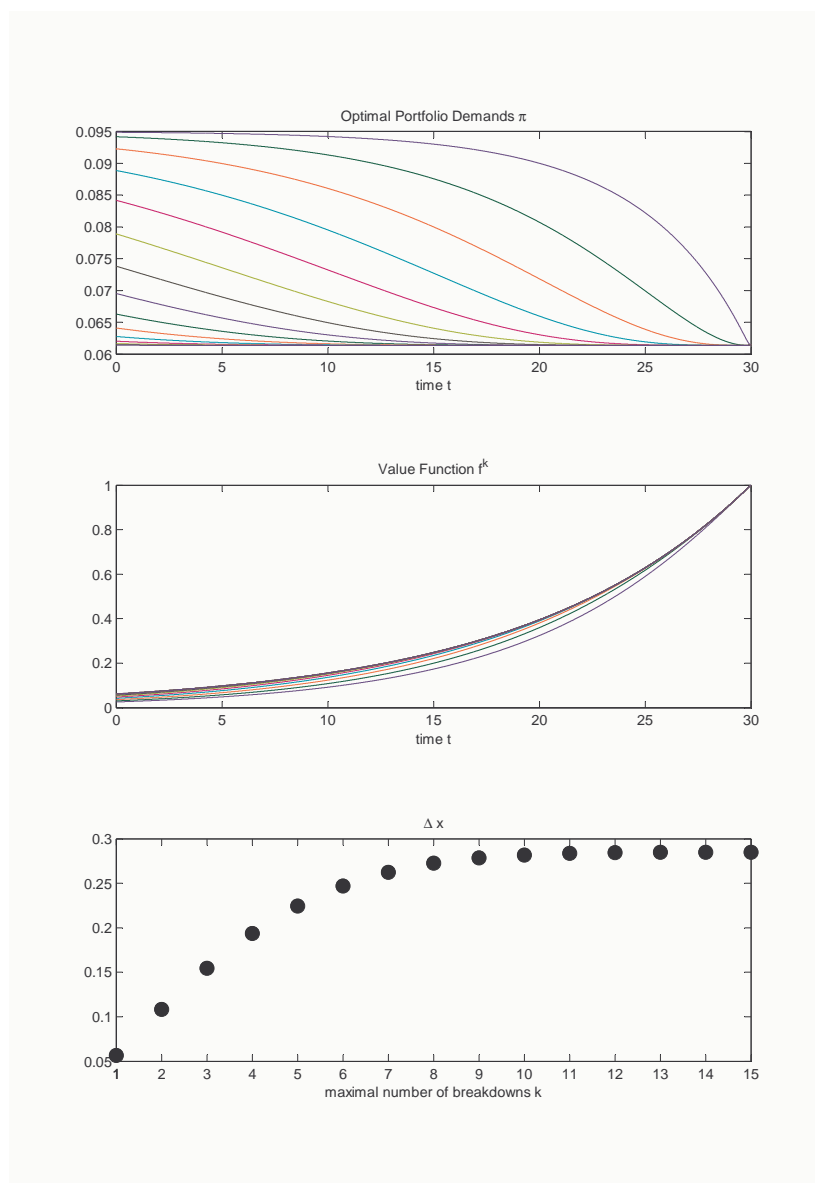 Optimal Portfolio Demands π
0.095
0.09
0.085
0.08
0.075
0.07
0.065
0.06
0 5 10 15 20 25 30
time t
Value Function f^k
1
0.8
0.6
0.4
0.2
0
0 5 10 15 20 25 30
time t
Δ x
0.3
0.25
0.2
0.15
0.1
0.05
1 2 3 4 5 6 7 8 9 10 11 12 13 14 15
maximal number of breakdowns k